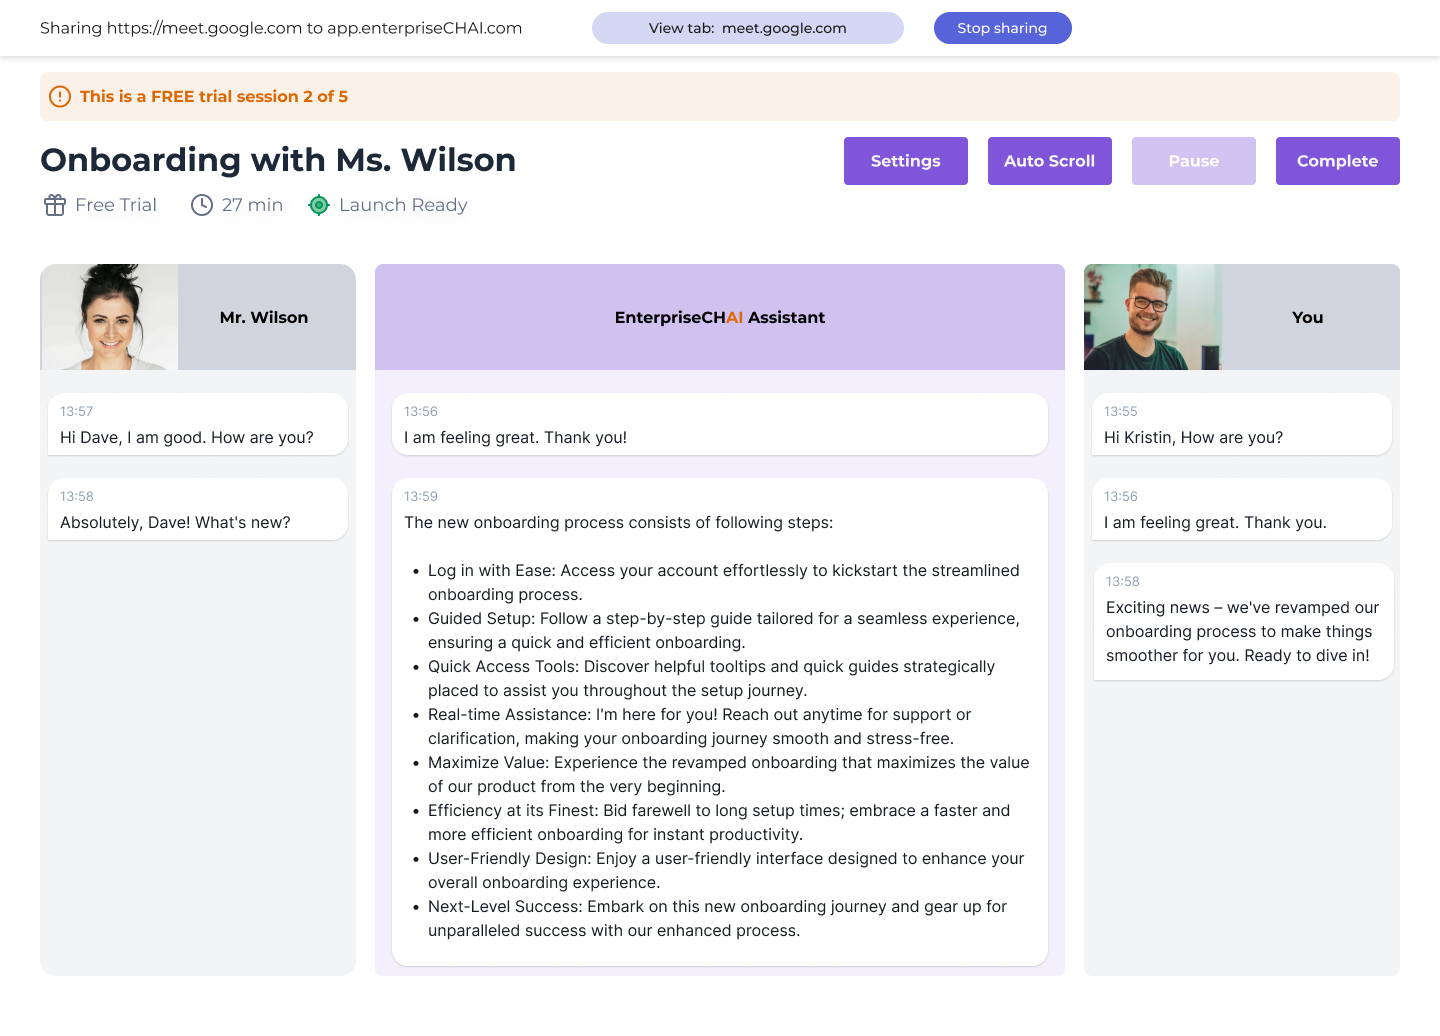 Sharing https://meet.google.com to app.enterpriseCHAI.com
View tab: meet.google.com
Stop sharing
This is a FREE trial session 2 of 5
Onboarding with Ms. Wilson
Settings
Auto Scroll
Pause
Complete
Free Trial
27 min
Launch Ready
Mr. Wilson
13:57
Hi Dave, I am good. How are you?
13:58
Absolutely, Dave! What's new?
EnterpriseCHAI Assistant
13:56
I am feeling great. Thank you!
13:59
The new onboarding process consists of following steps:
• Log in with Ease: Access your account effortlessly to kickstart the streamlined
onboarding process.
• Guided Setup: Follow a step-by-step guide tailored for a seamless experience,
ensuring a quick and efficient onboarding.
• Quick Access Tools: Discover helpful tooltips and quick guides strategically
placed to assist you throughout the setup journey.
• Real-time Assistance: I'm here for you! Reach out anytime for support or
clarification, making your onboarding journey smooth and stress-free.
• Maximize Value: Experience the revamped onboarding that maximizes the value
of our product from the very beginning.
• Efficiency at its Finest: Bid farewell to long setup times; embrace a faster and
more efficient onboarding for instant productivity.
• User-Friendly Design: Enjoy a user-friendly interface designed to enhance your
overall onboarding experience.
• Next-Level Success: Embark on this new onboarding journey and gear up for
unparalleled success with our enhanced process.
You
13:55
Hi Kristin, How are you?
13:56
I am feeling great. Thank you.
13:58
Exciting news – we've revamped our
onboarding process to make things
smoother for you. Ready to dive in!